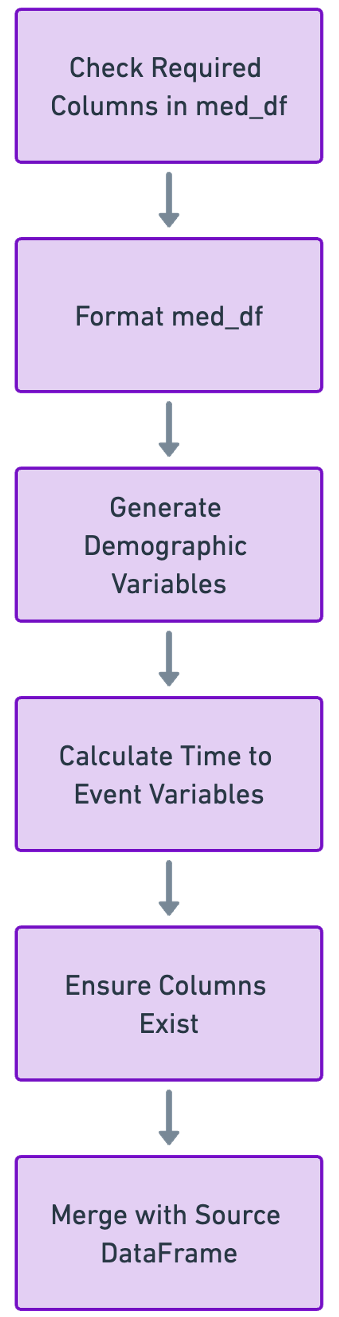 Check Required
Columns in med_df
Format med_df
Generate
Demographic
Variables
Calculate Time to
Event Variables
Ensure Columns
Exist
Merge with Source
DataFrame